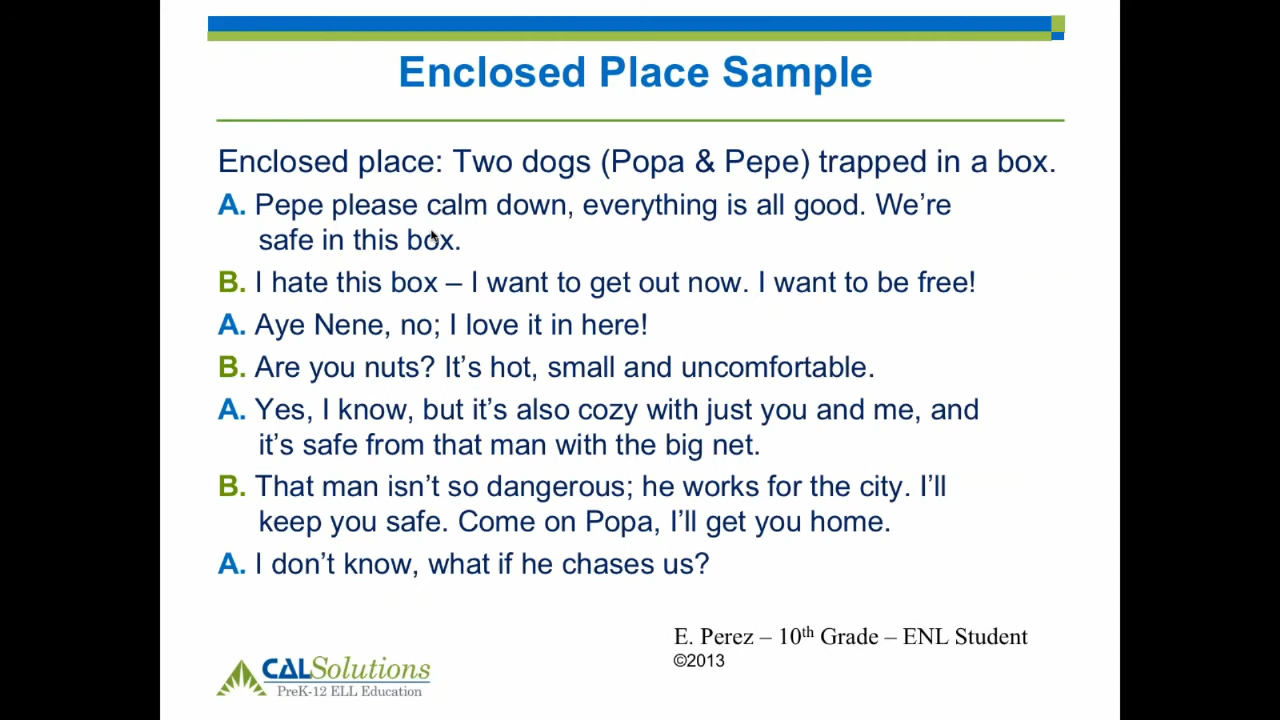 Enclosed Place Sample
Enclosed place: Two dogs (Popa & Pepe) trapped in a box.
A. Pepe please calm down, everything is all good. We’re
safe in this box.
B. I hate this box – I want to get out now. I want to be free!
A. Aye Nene, no; I love it in here!
B. Are you nuts? It’s hot, small and uncomfortable.
A. Yes, I know, but it’s also cozy with just you and me, and
it’s safe from that man with the big net.
B. That man isn’t so dangerous; he works for the city. I’ll
keep you safe. Come on Popa, I’ll get you home.
A. I don’t know, what if he chases us?
E. Perez – 10th Grade – ENL Student
©2013
CALSolutions
PreK-12 ELL Education